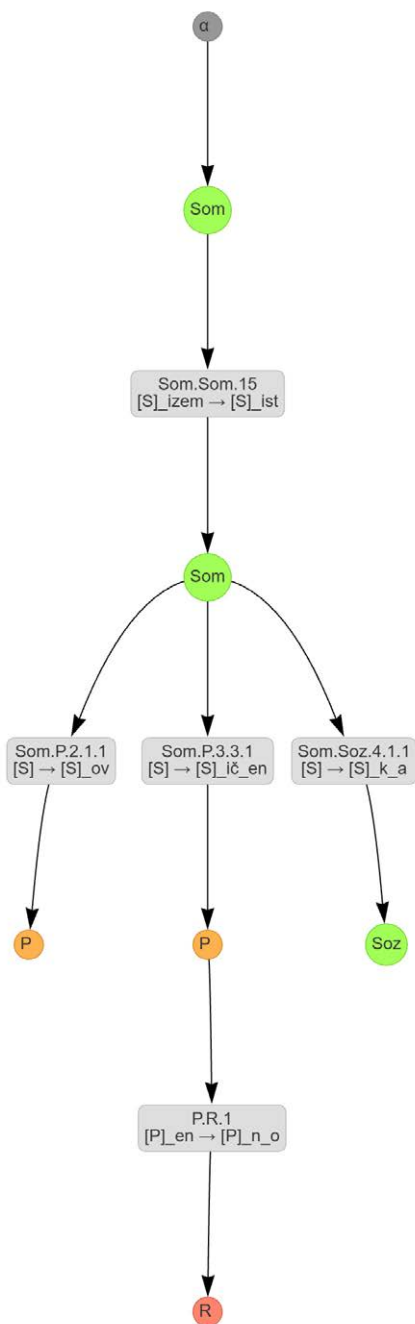 α
Som
Som.Som.15
[S]_izem → [S]_ist
Som
Som.P.2.1.1
[S] → [S]_ov
Som.P.3.3.1
[S] → [S]_ič_en
Som.Soz.4.1.1
[S] → [S]_k_a
P
P
Soz
P.R.1
[P]_en → [P]_n_o
R